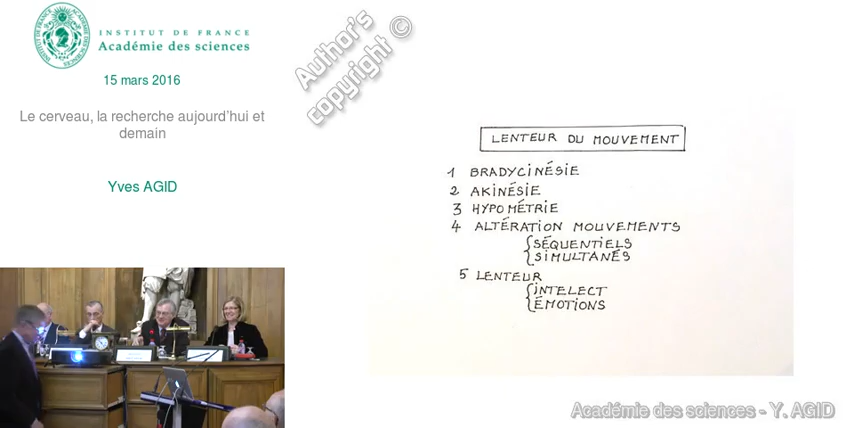 INSTITUT DE FRANCE
Académie des sciences
15 mars 2016
Le cerveau, la recherche aujourd'hui et
demain
Yves AGID
Author's
copyright ©
LENTEUR DU MOUVEMENT
1 BRADYCINÉSIE
2 AKINÉSIE
3 HYPOMÉTRIE
4 ALTÉRATION MOUVEMENTS
SÉQUENTIELS
SIMULTANÉS
5 LENTEUR
INTELECT
ÉMOTIONS
Académie des sciences - Y. AGID